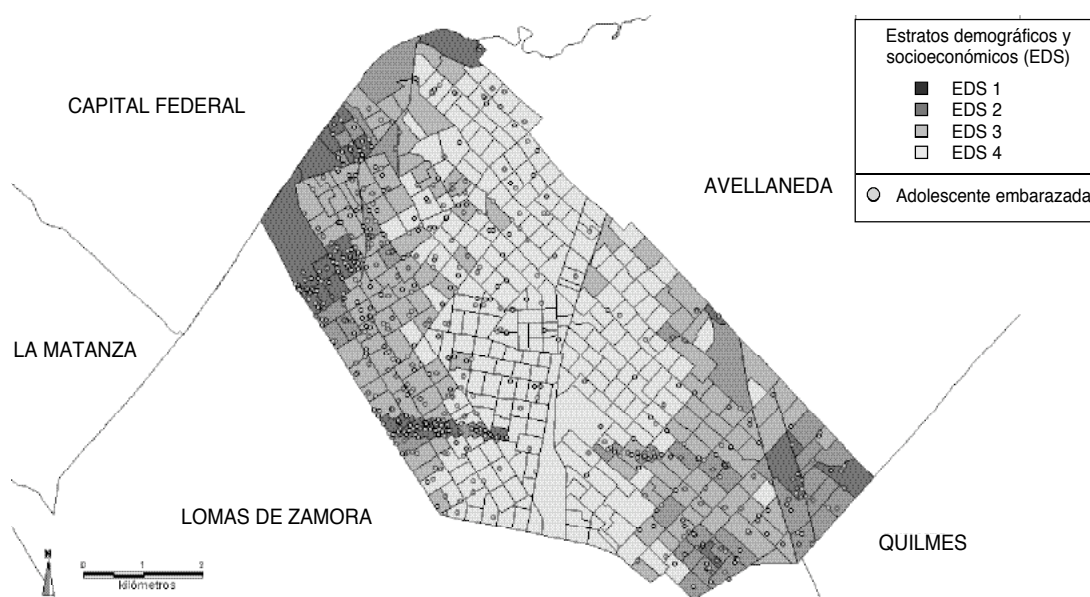 Estratos demográficos y
socioeconómicos (EDS)
EDS 1
EDS 2
EDS 3
EDS 4
Adolescente embarazada
CAPITAL FEDERAL
AVELLANEDA
LA MATANZA
LOMAS DE ZAMORA
QUILMES
N
0 1 2
kilómetros